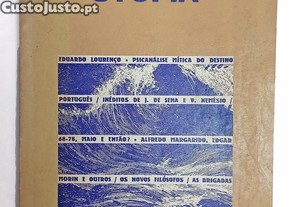 CustoJusto.pt
EDUARDO LOURENÇO • PSICANÁLISE MÍTICA DO DESTINO
PORTUGUÊS / INÉDITOS DE J. DE SENA E V. NEMÉSIO /
68-78, MAIO E ENTÃO? • ALFREDO MARGARIDO, EDGAR
MORIN E OUTROS / OS NOVOS FILÓSOFOS / AS BRIGADAS